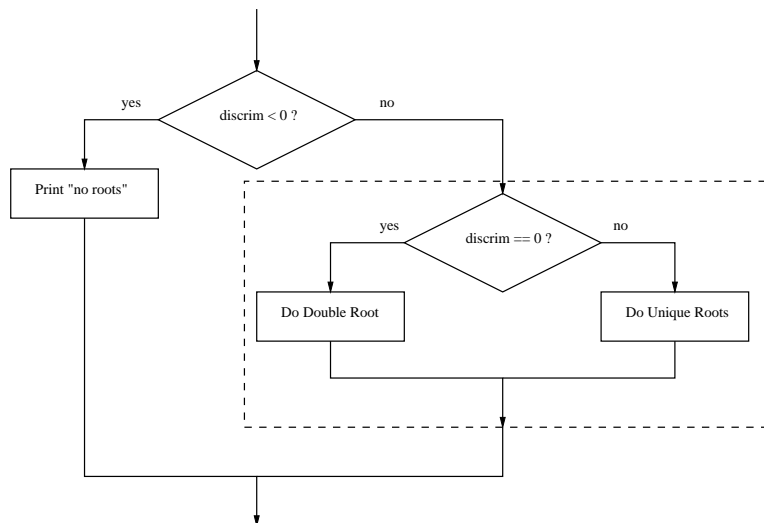 yes
discrim < 0 ?
no
Print "no roots"
yes
discrim == 0 ?
no
Do Double Root
Do Unique Roots